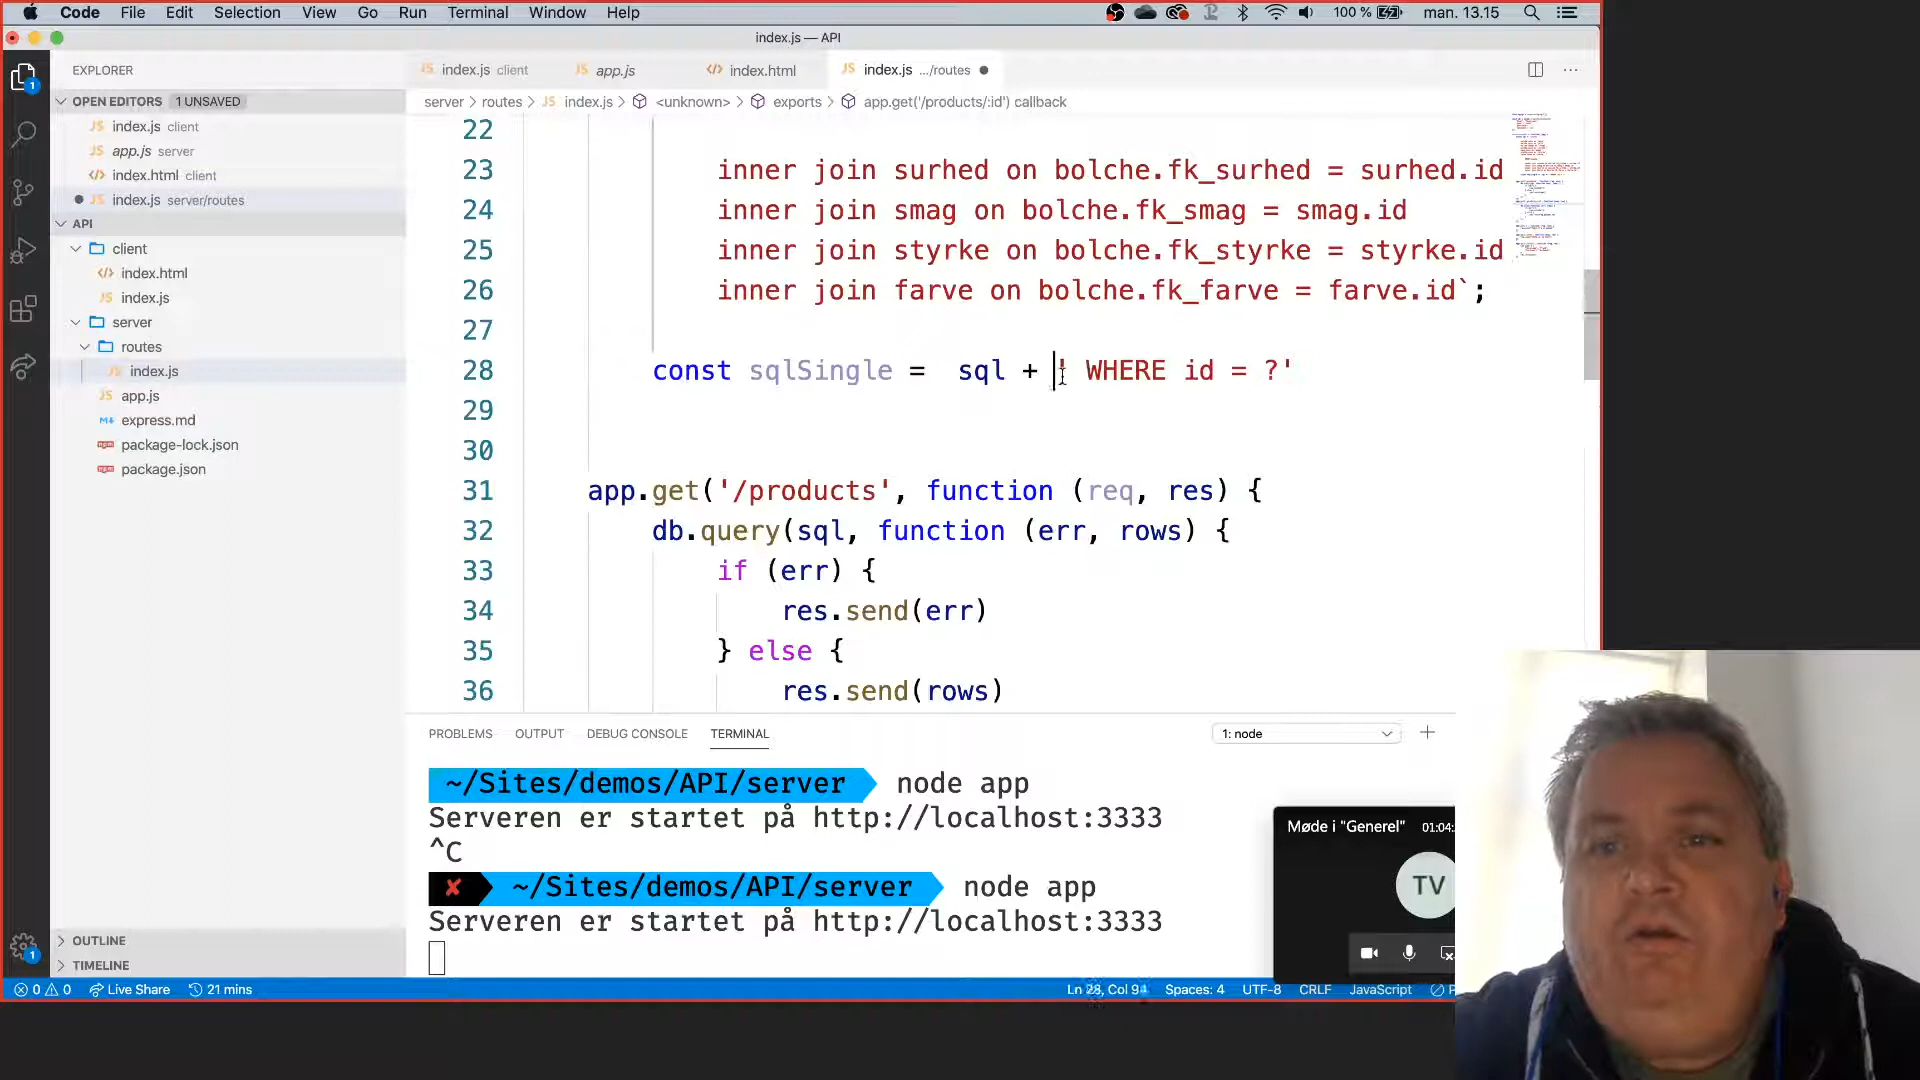 Code File Edit Selection View Go Run Terminal Window Help 100 % man. 13.15
index.js — API
EXPLORER
JS index.js client JS app.js <> index.html JS index.js .../routes
OPEN EDITORS 1 UNSAVED
server > routes > JS index.js > <unknown> > exports > app.get('/products/:id') callback
JS index.js client
JS app.js server
<> index.html client
JS index.js server/routes
API
client
<> index.html
JS index.js
server
routes
JS index.js
JS app.js
express.md
package-lock.json
package.json
OUTLINE
TIMELINE
22
23 inner join surhed on bolche.fk_surhed = surhed.id
24 inner join smag on bolche.fk_smag = smag.id
25 inner join styrke on bolche.fk_styrke = styrke.id
26 inner join farve on bolche.fk_farve = farve.id`;
27
28 const sqlSingle = sql + ' WHERE id = ?'
29
30
31 app.get('/products', function (req, res) {
32 db.query(sql, function (err, rows) {
33 if (err) {
34 res.send(err)
35 } else {
36 res.send(rows)
PROBLEMS OUTPUT DEBUG CONSOLE TERMINAL 1: node
~/Sites/demos/API/server node app
Serveren er startet på http://localhost:3333
^C
✘ ~/Sites/demos/API/server node app
Serveren er startet på http://localhost:3333
Møde i "Generel" 01:04:
TV
0 0 Live Share 21 mins Ln 28, Col 94 Spaces: 4 UTF-8 CRLF JavaScript